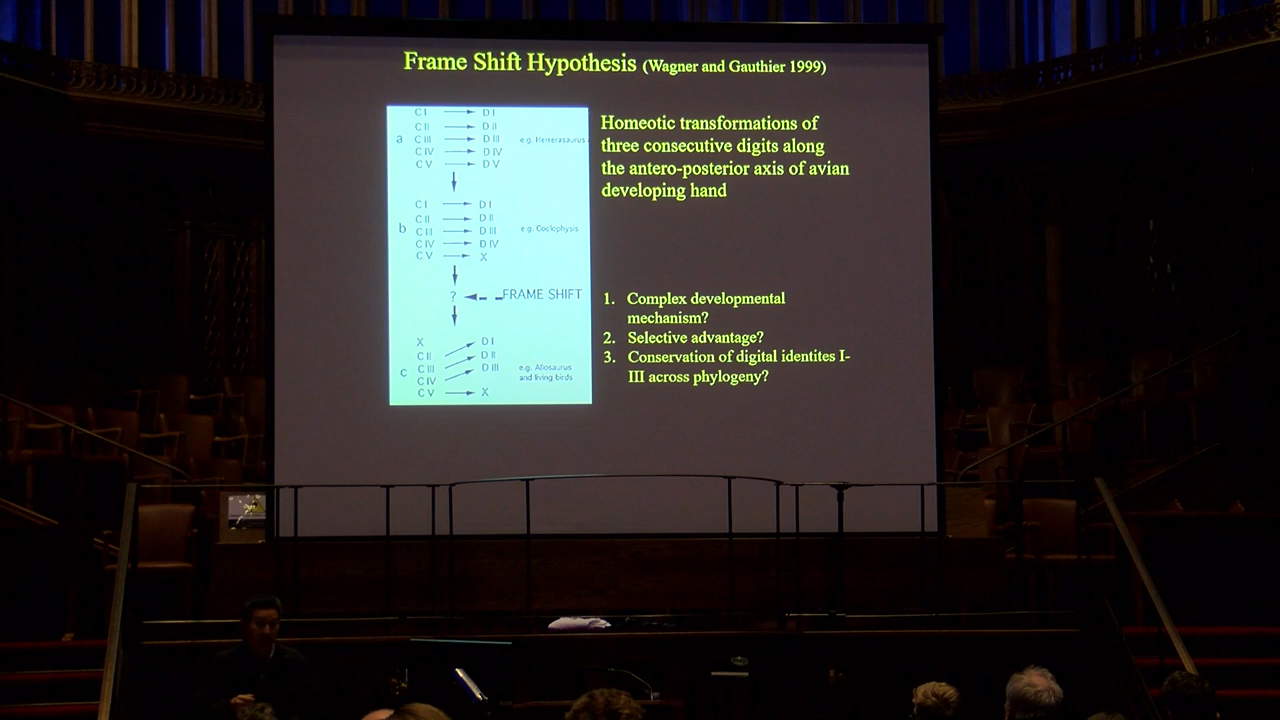 Frame Shift Hypothesis (Wagner and Gauthier 1999)
C I D I
C II D II
a C III D III e.g. Herrerasaurus
C IV D IV
C V D V
C I D I
C II D II
b C III D III e.g. Coelophysis
C IV D IV
C V X
? FRAME SHIFT
X D I
C II D II
C III D III e.g. Allosaurus
c C IV and living birds
C V X
Homeotic transformations of
three consecutive digits along
the antero-posterior axis of avian
developing hand
1. Complex developmental
mechanism?
2. Selective advantage?
3. Conservation of digital identites I-
III across phylogeny?